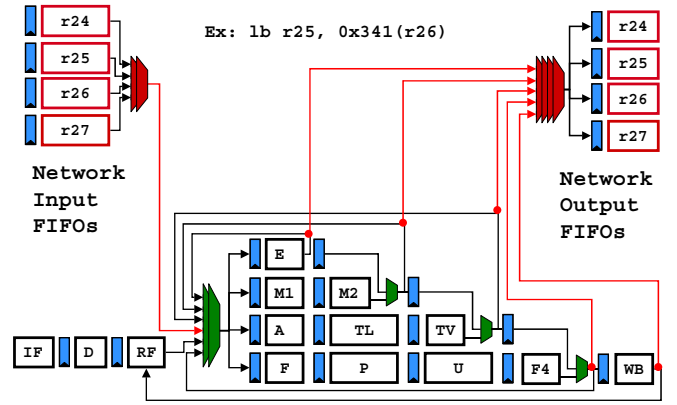 r24
r25
r26
r27
Network
Input
FIFOs
Ex: lb r25, 0x341(r26)
r24
r25
r26
r27
Network
Output
FIFOs
E
M1
M2
A
TL
TV
IF
D
RF
F
P
U
F4
WB